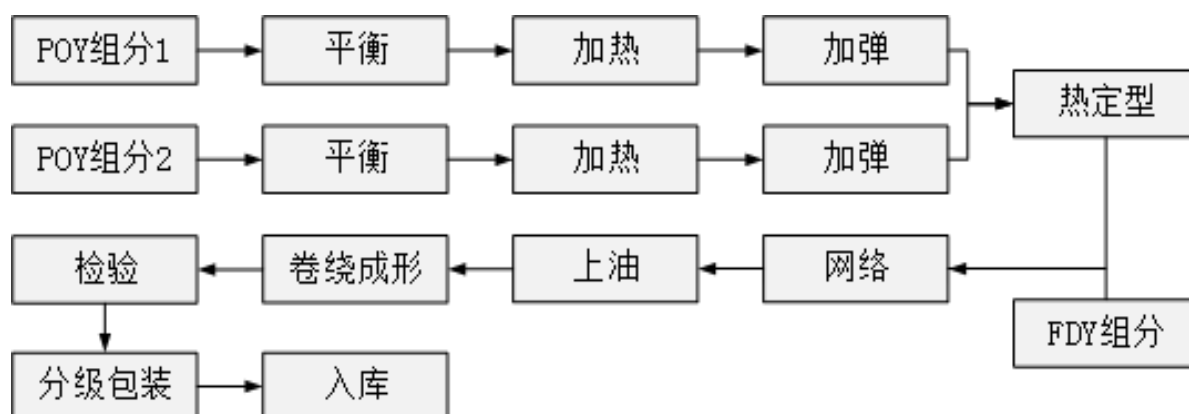 POY组分1
平衡
加热
加弹
热定型
POY组分2
平衡
加热
加弹
检验
卷绕成形
上油
网络
FDY组分
分级包装
入库